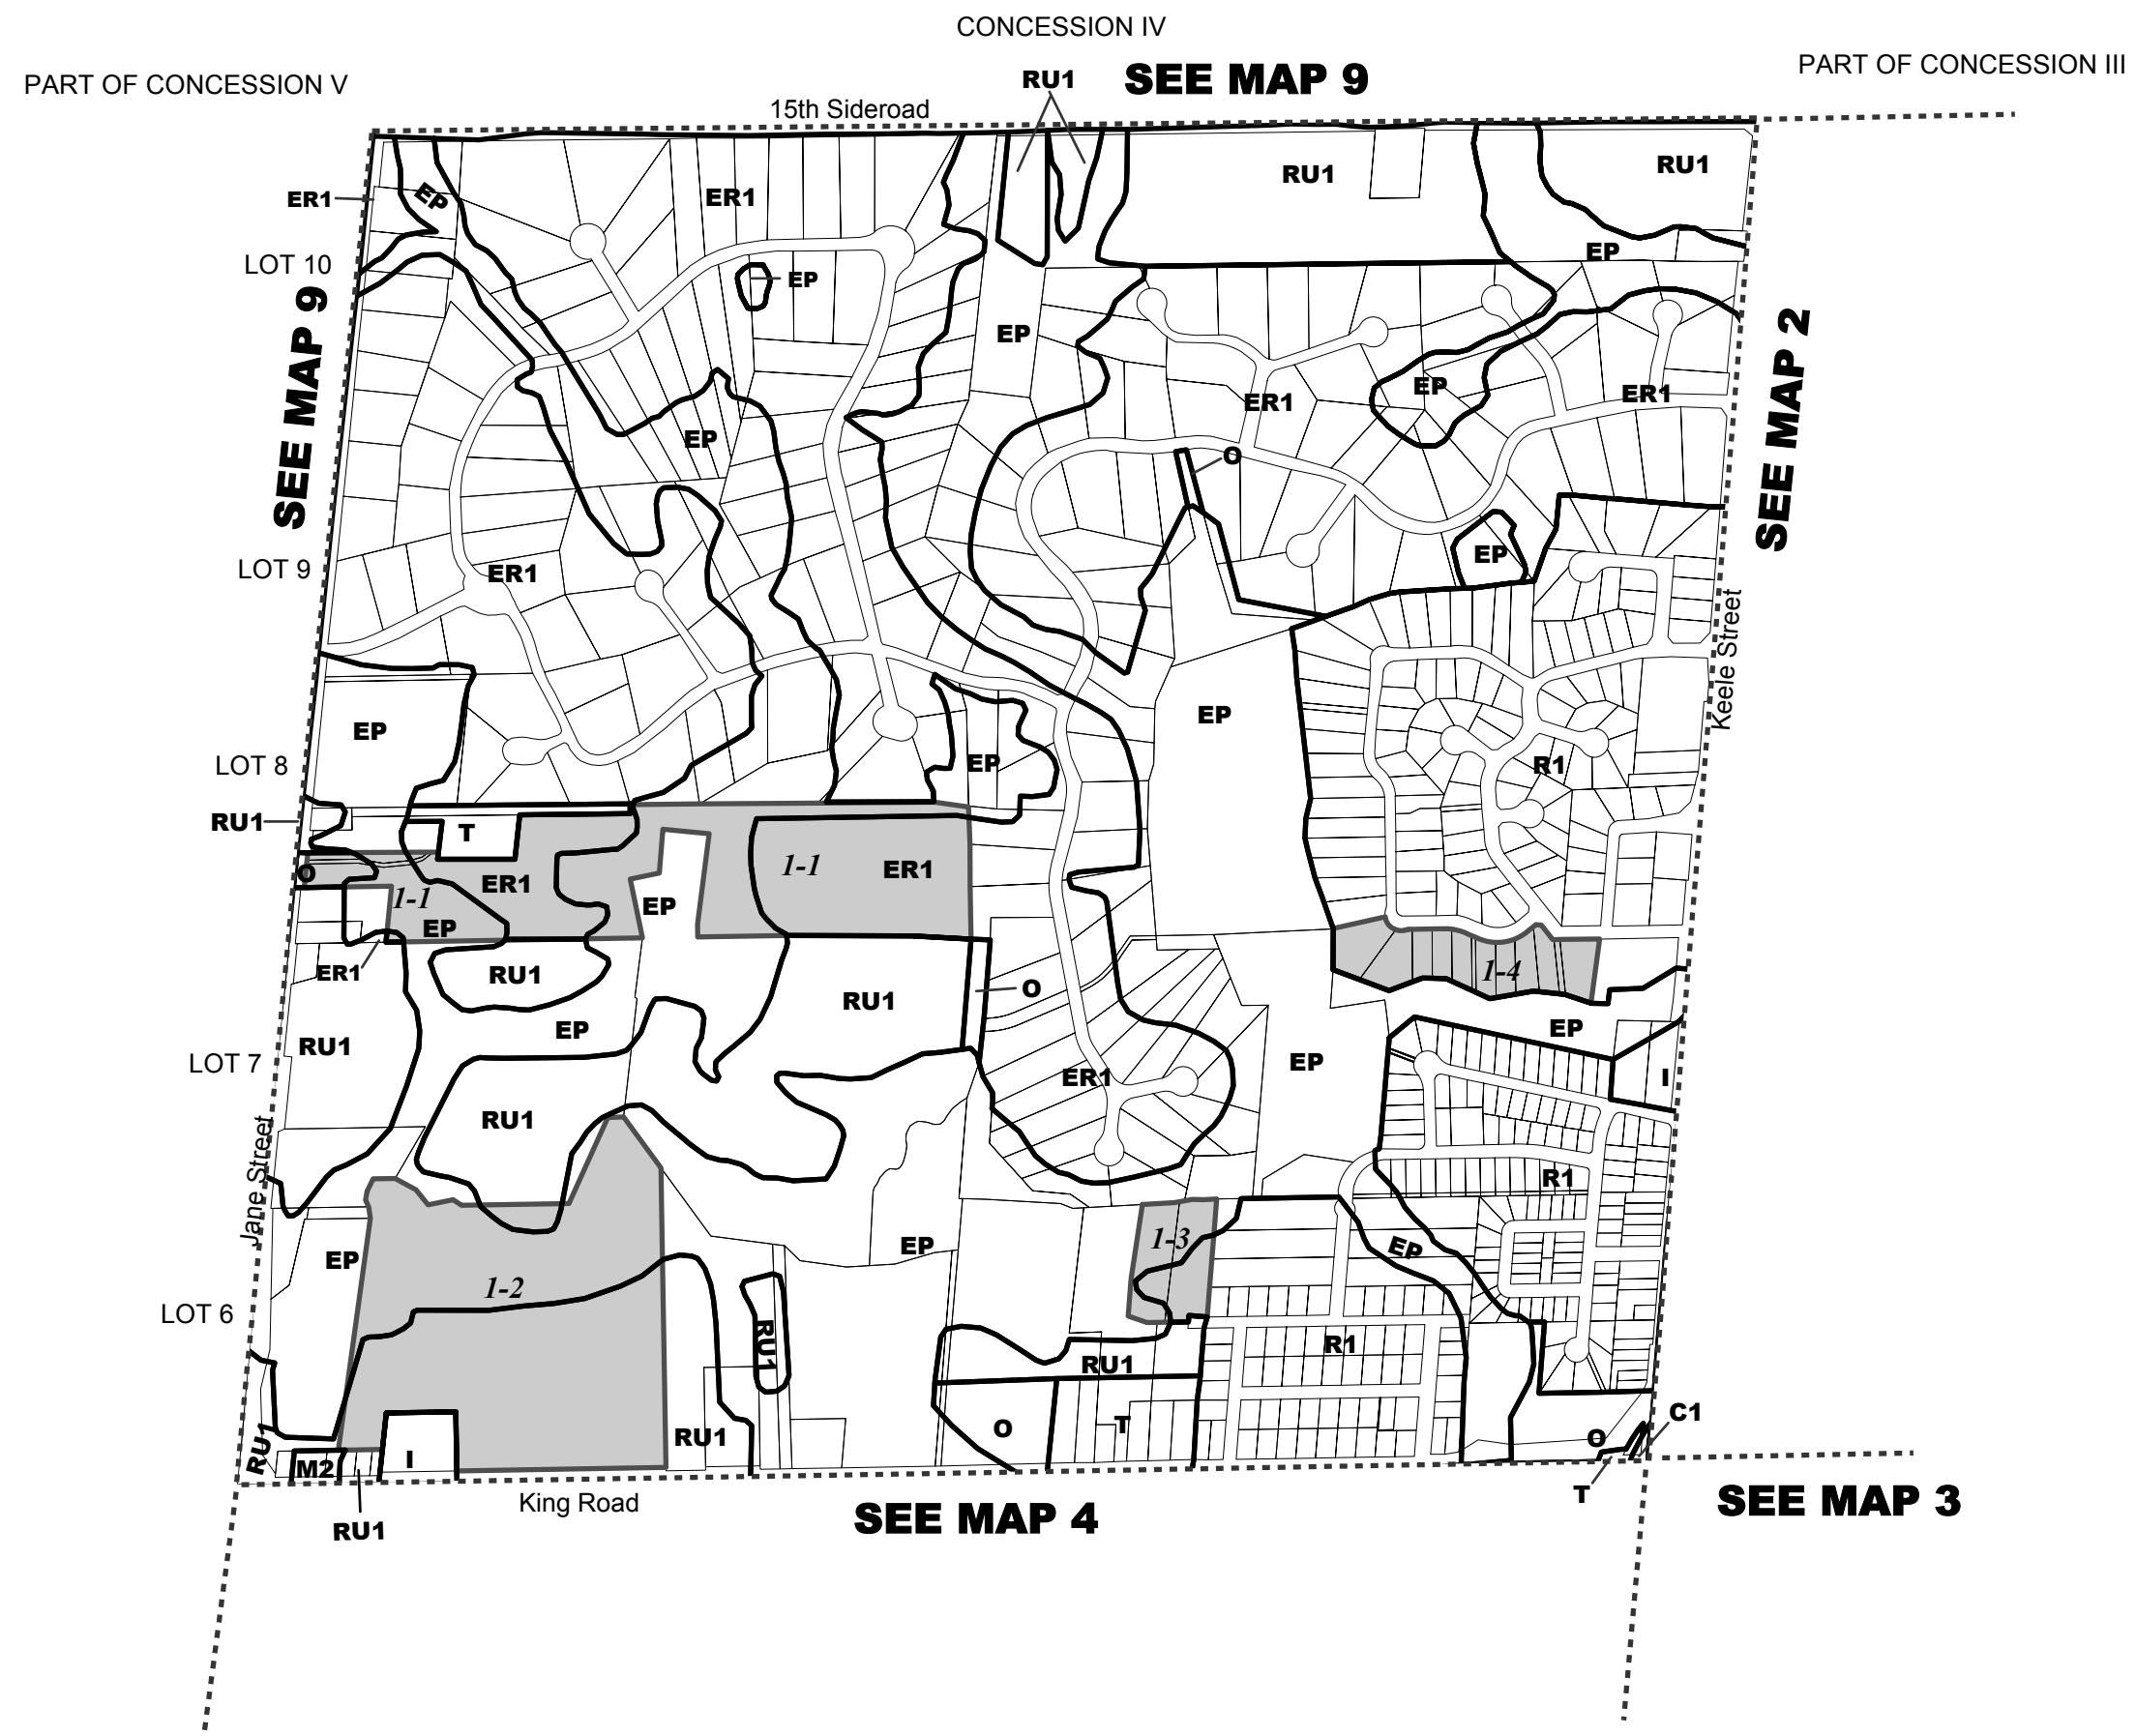 CONCESSION IV
PART OF CONCESSION V
RU1
SEE MAP 9
PART OF CONCESSION III
15th Sideroad
ER1
EP
ER1
RU1
RU1
LOT 10
EP
EP
SEE MAP 9
EP
SEE MAP 2
ER1
EP
ER1
EP
O
LOT 9
ER1
EP
Keele Street
EP
EP
LOT 8
EP
R1
RU1
T
O
1-1
ER1
EP
1-1
ER1
EP
ER1
RU1
1-4
O
RU1
EP
RU1
EP
LOT 7
EP
ER1
I
RU1
Jane Street
R1
EP
1-3
EP
EP
1-2
LOT 6
RU1
R1
RU1
RU1
M2
I
RU1
O
T
O
C1
T
King Road
RU1
SEE MAP 4
SEE MAP 3